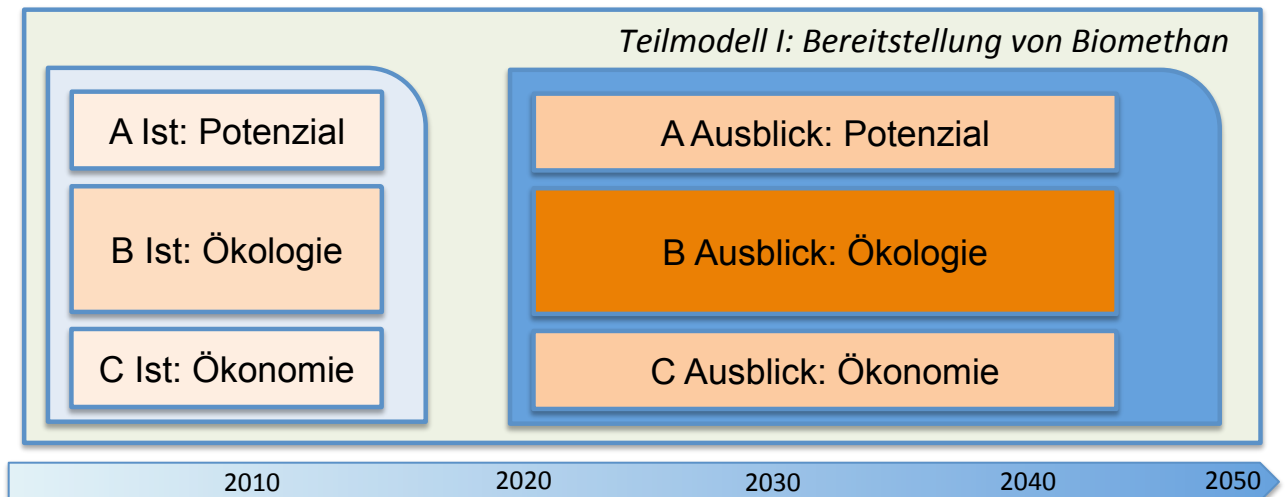 Teilmodell I: Bereitstellung von Biomethan
A Ist: Potenzial
B Ist: Ökologie
C Ist: Ökonomie
A Ausblick: Potenzial
B Ausblick: Ökologie
C Ausblick: Ökonomie
2010 2020 2030 2040 2050